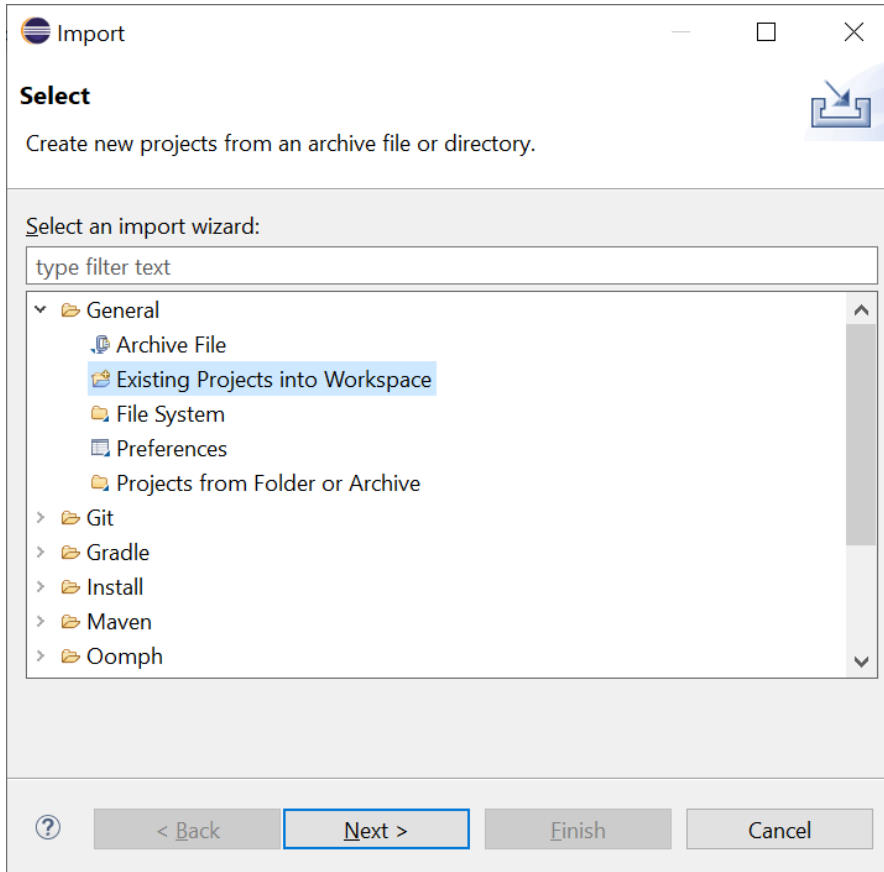 Import
Select
Create new projects from an archive file or directory.
Select an import wizard:
type filter text
General
Archive File
Existing Projects into Workspace
File System
Preferences
Projects from Folder or Archive
Git
Gradle
Install
Maven
Oomph
? < Back Next > Finish Cancel